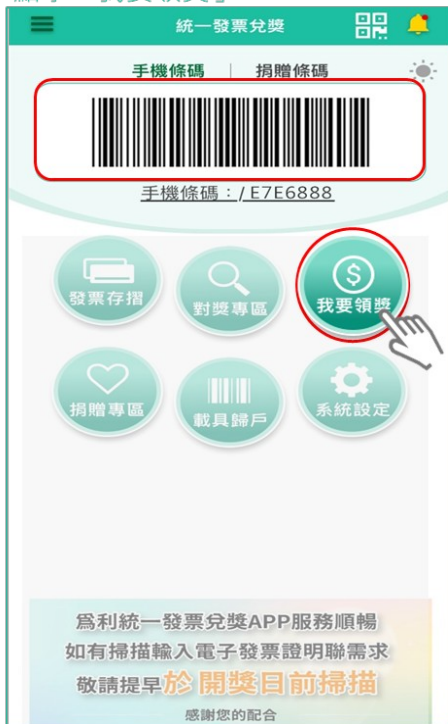 統一發票兌獎
手機條碼 | 捐贈條碼
手機條碼：/E7E6888
發票存摺
對獎專區
我要領獎
捐贈專區
載具歸戶
系統設定
為利統一發票兌獎APP服務順暢
如有掃描輸入電子發票證明聯需求
敬請提早於 開獎日前掃描
感謝您的配合